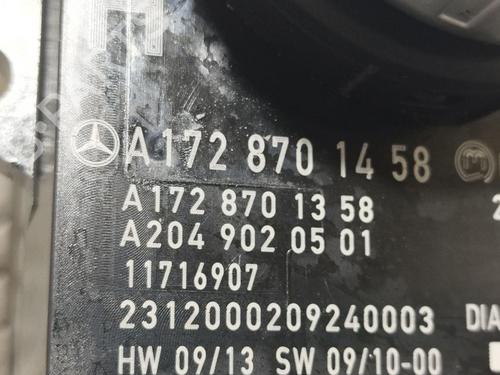 A 172 870 14 58
A 172 870 13 58
A 204 902 05 01
11716907
2312000209240003 DIA
HW 09/13 SW 09/10-00